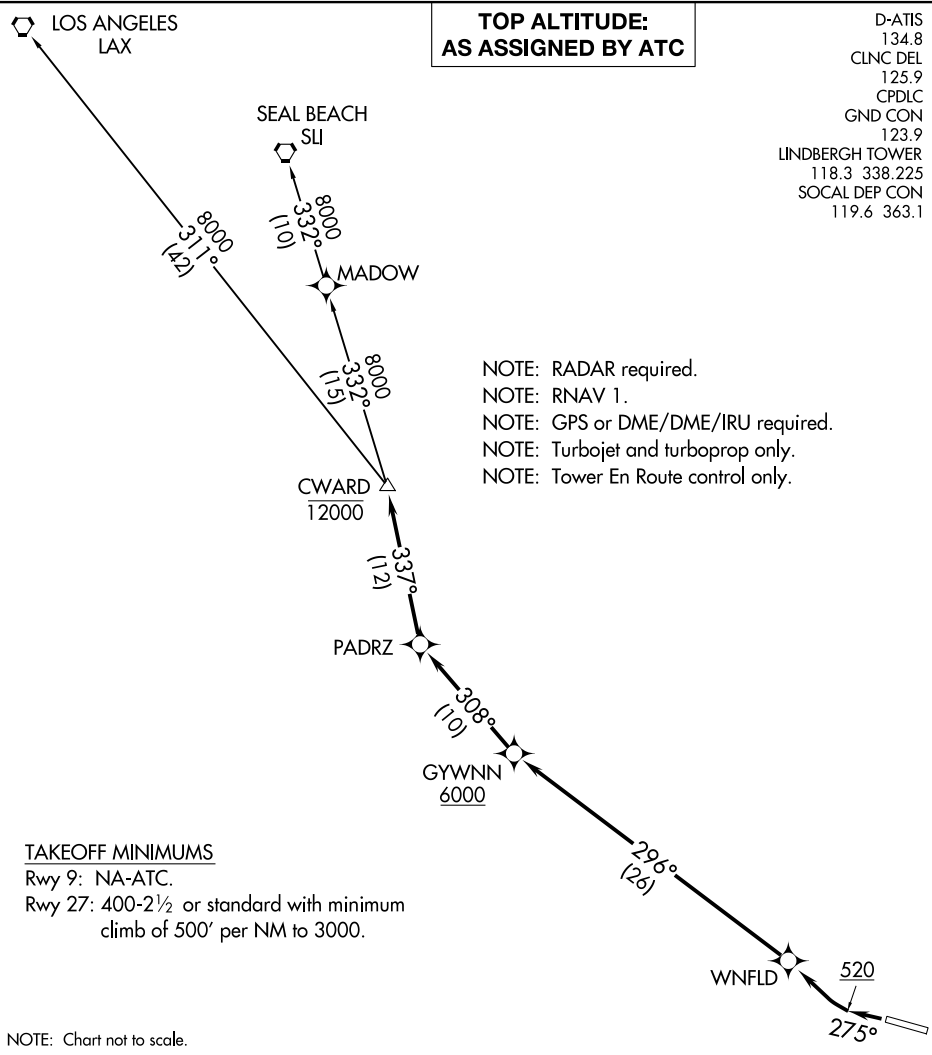 TOP ALTITUDE:
AS ASSIGNED BY ATC
D-ATIS
134.8
CLNC DEL
125.9
CPDLC
GND CON
123.9
LINDBERGH TOWER
118.3 338.225
SOCAL DEP CON
119.6 363.1
LOS ANGELES
LAX
SEAL BEACH
SLI
8000
311°
(42)
8000
332°
(10)
MADOW
8000
332°
(15)
NOTE: RADAR required.
NOTE: RNAV 1.
NOTE: GPS or DME/DME/IRU required.
NOTE: Turbojet and turboprop only.
NOTE: Tower En Route control only.
CWARD
12000
337°
(12)
PADRZ
308°
(10)
GYWNN
6000
296°
(26)
TAKEOFF MINIMUMS
Rwy 9: NA-ATC.
Rwy 27: 400-2½ or standard with minimum
climb of 500' per NM to 3000.
WNFLD
520
275°
NOTE: Chart not to scale.